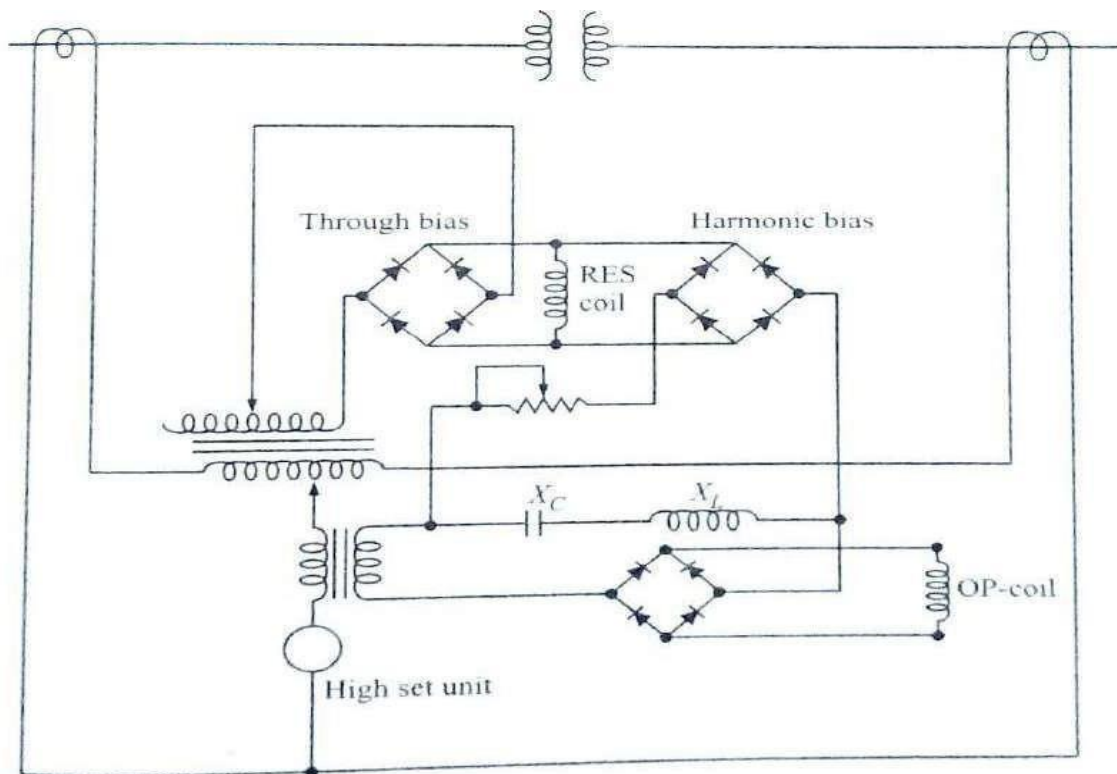 Through bias
Harmonic bias
RES
coil
X_C
X_L
OP-coil
High set unit